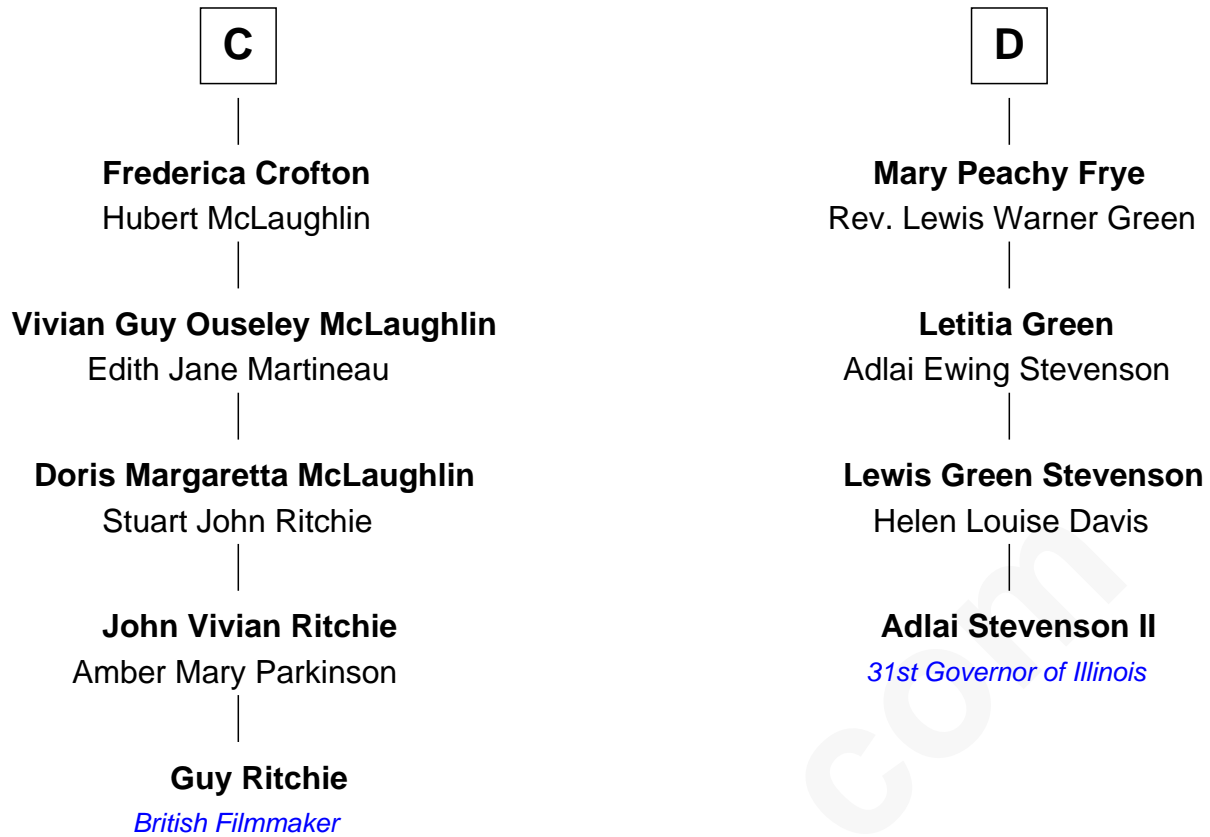 C
Frederica Crofton
Hubert McLaughlin
Vivian Guy Ouseley McLaughlin
Edith Jane Martineau
Doris Margaretta McLaughlin
Stuart John Ritchie
John Vivian Ritchie
Amber Mary Parkinson
Guy Ritchie
British Filmmaker
D
Mary Peachy Frye
Rev. Lewis Warner Green
Letitia Green
Adlai Ewing Stevenson
Lewis Green Stevenson
Helen Louise Davis
Adlai Stevenson II
31st Governor of Illinois
com